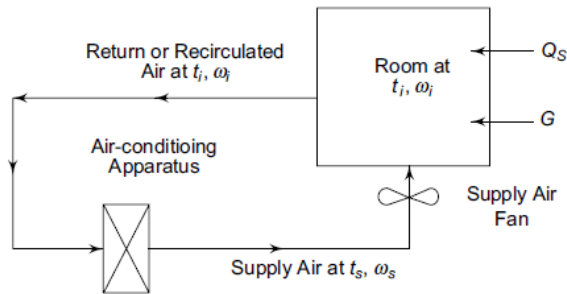 Return or Recirculated
Air at tᵢ, ωᵢ
Room at
tᵢ, ωᵢ
Q_S
G
Air-conditioing
Apparatus
Supply Air
Fan
Supply Air at tₛ, ωₛ